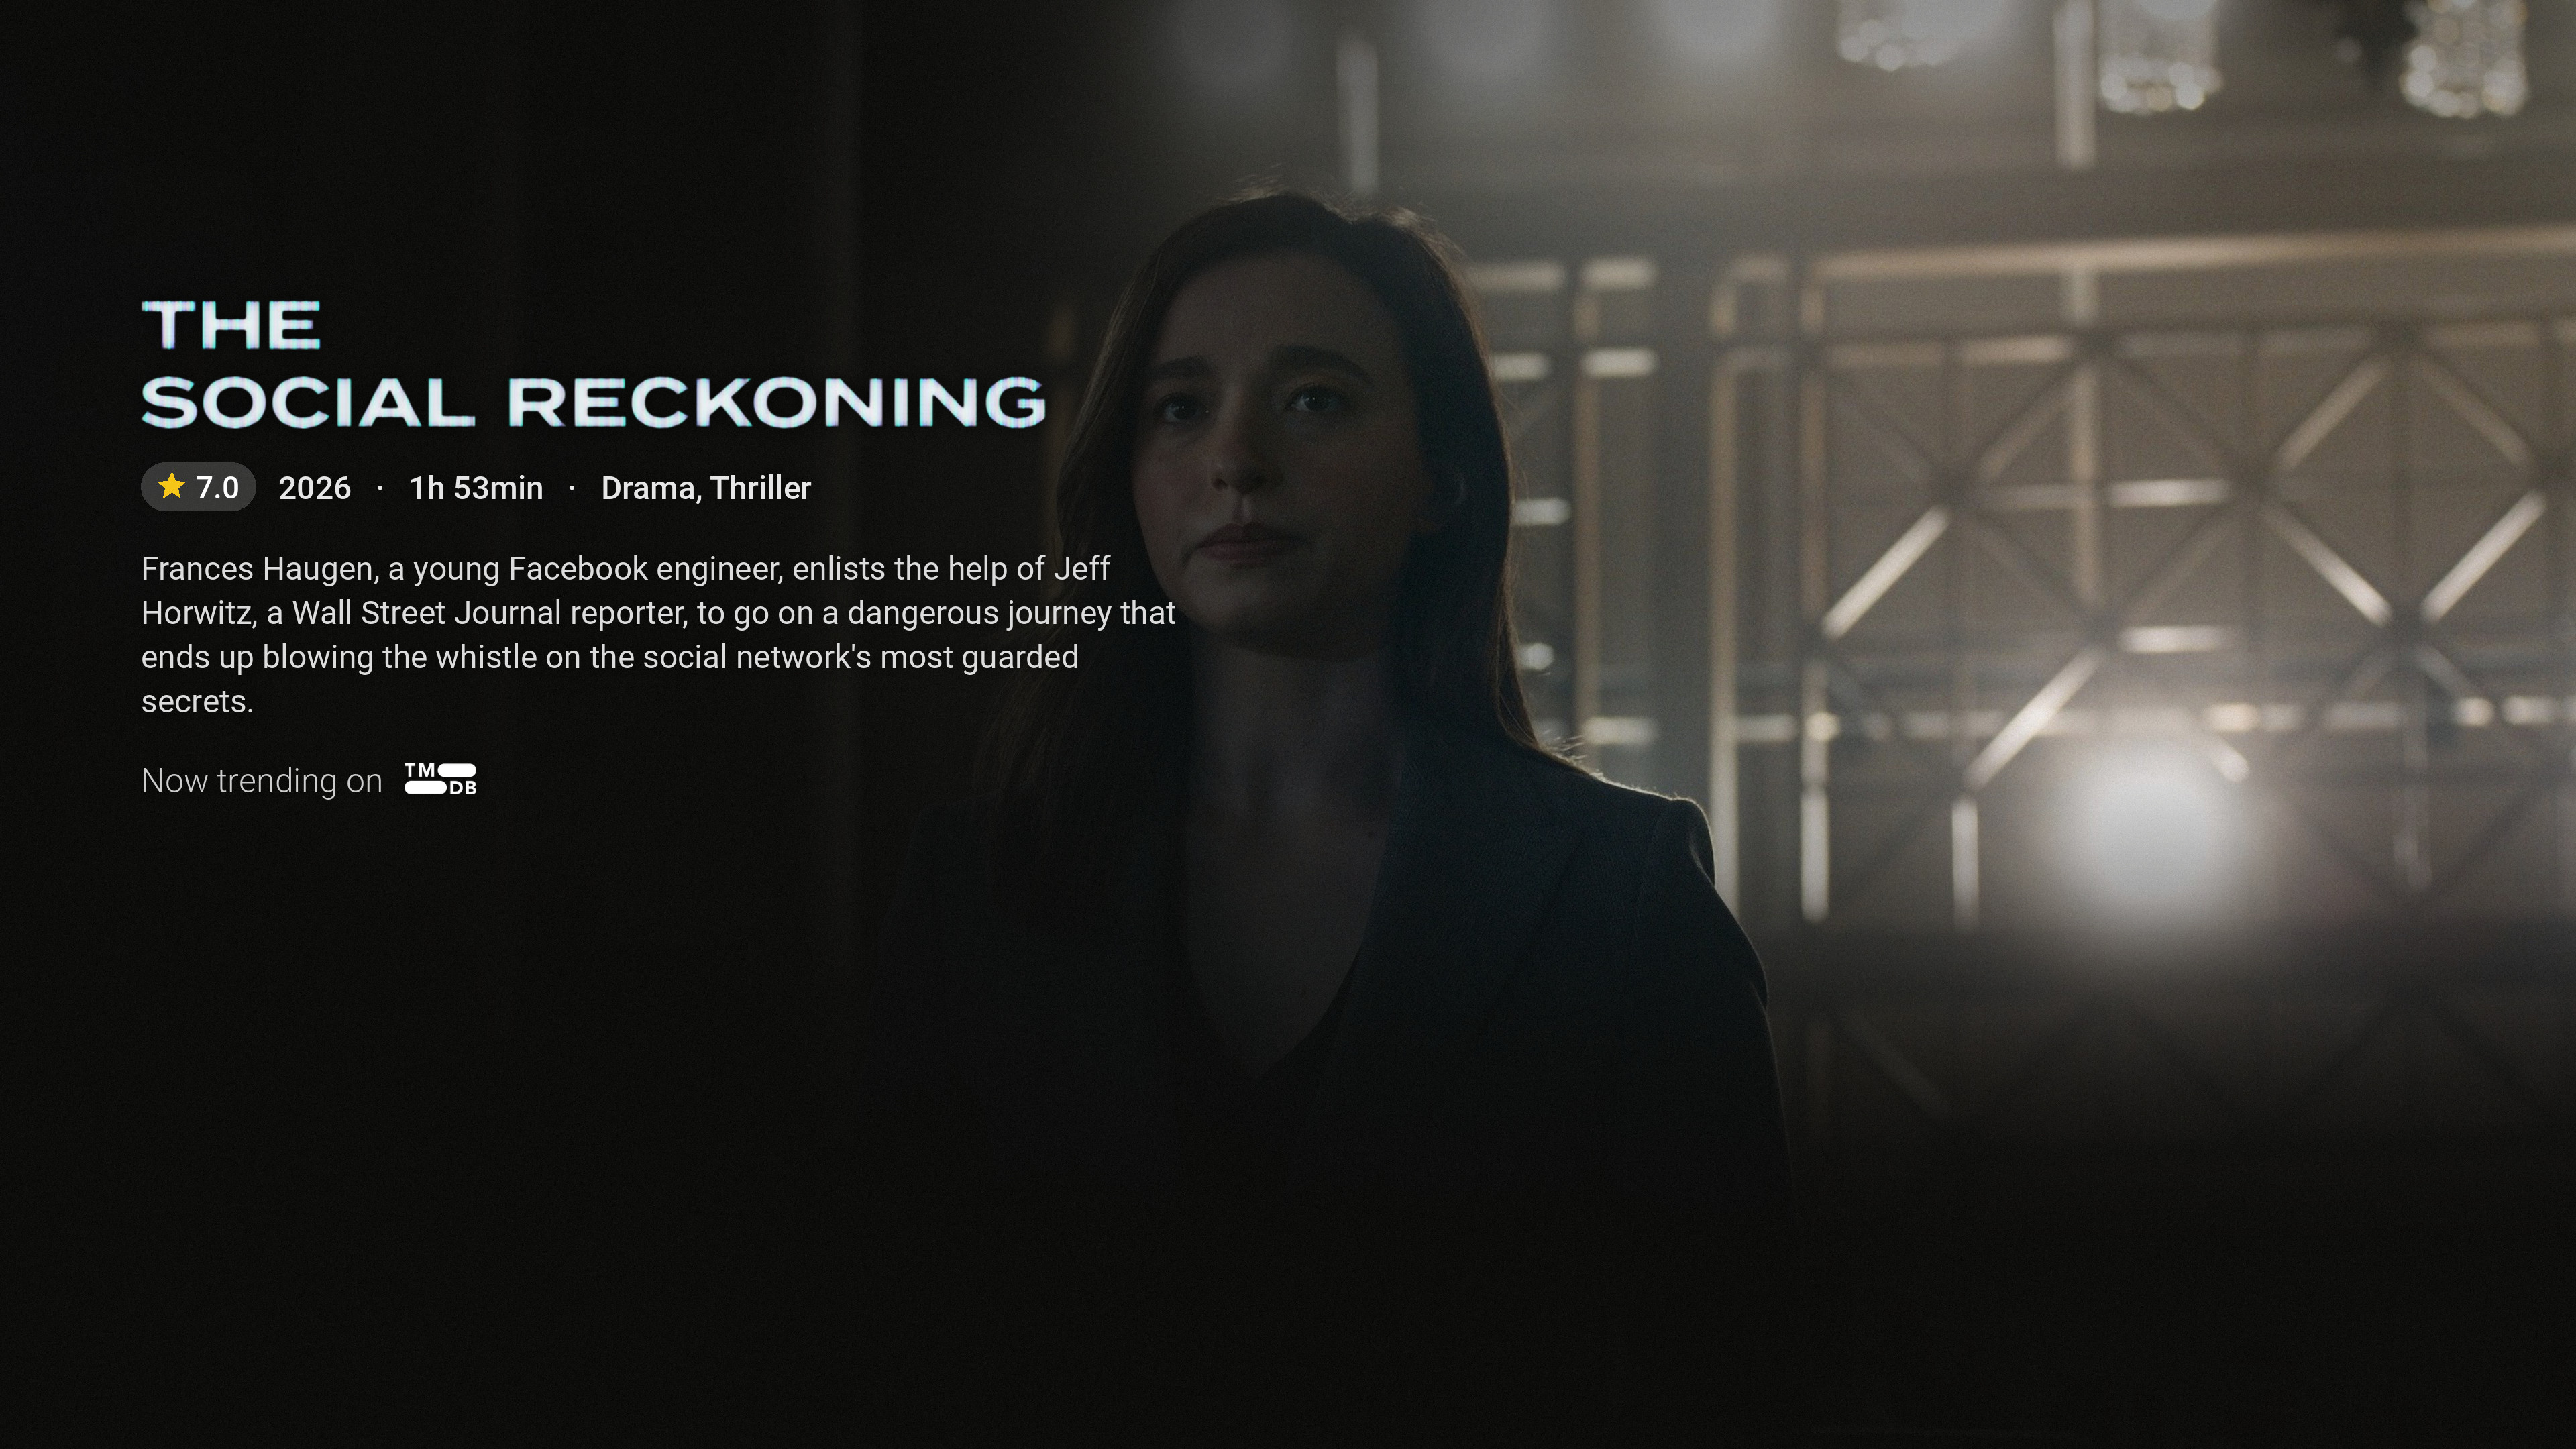 THE
SOCIAL RECKONING
7.0 2026 · 1h 53min · Drama, Thriller
Frances Haugen, a young Facebook engineer, enlists the help of Jeff
Horwitz, a Wall Street Journal reporter, to go on a dangerous journey that
ends up blowing the whistle on the social network's most guarded
secrets.
Now trending on TMDB